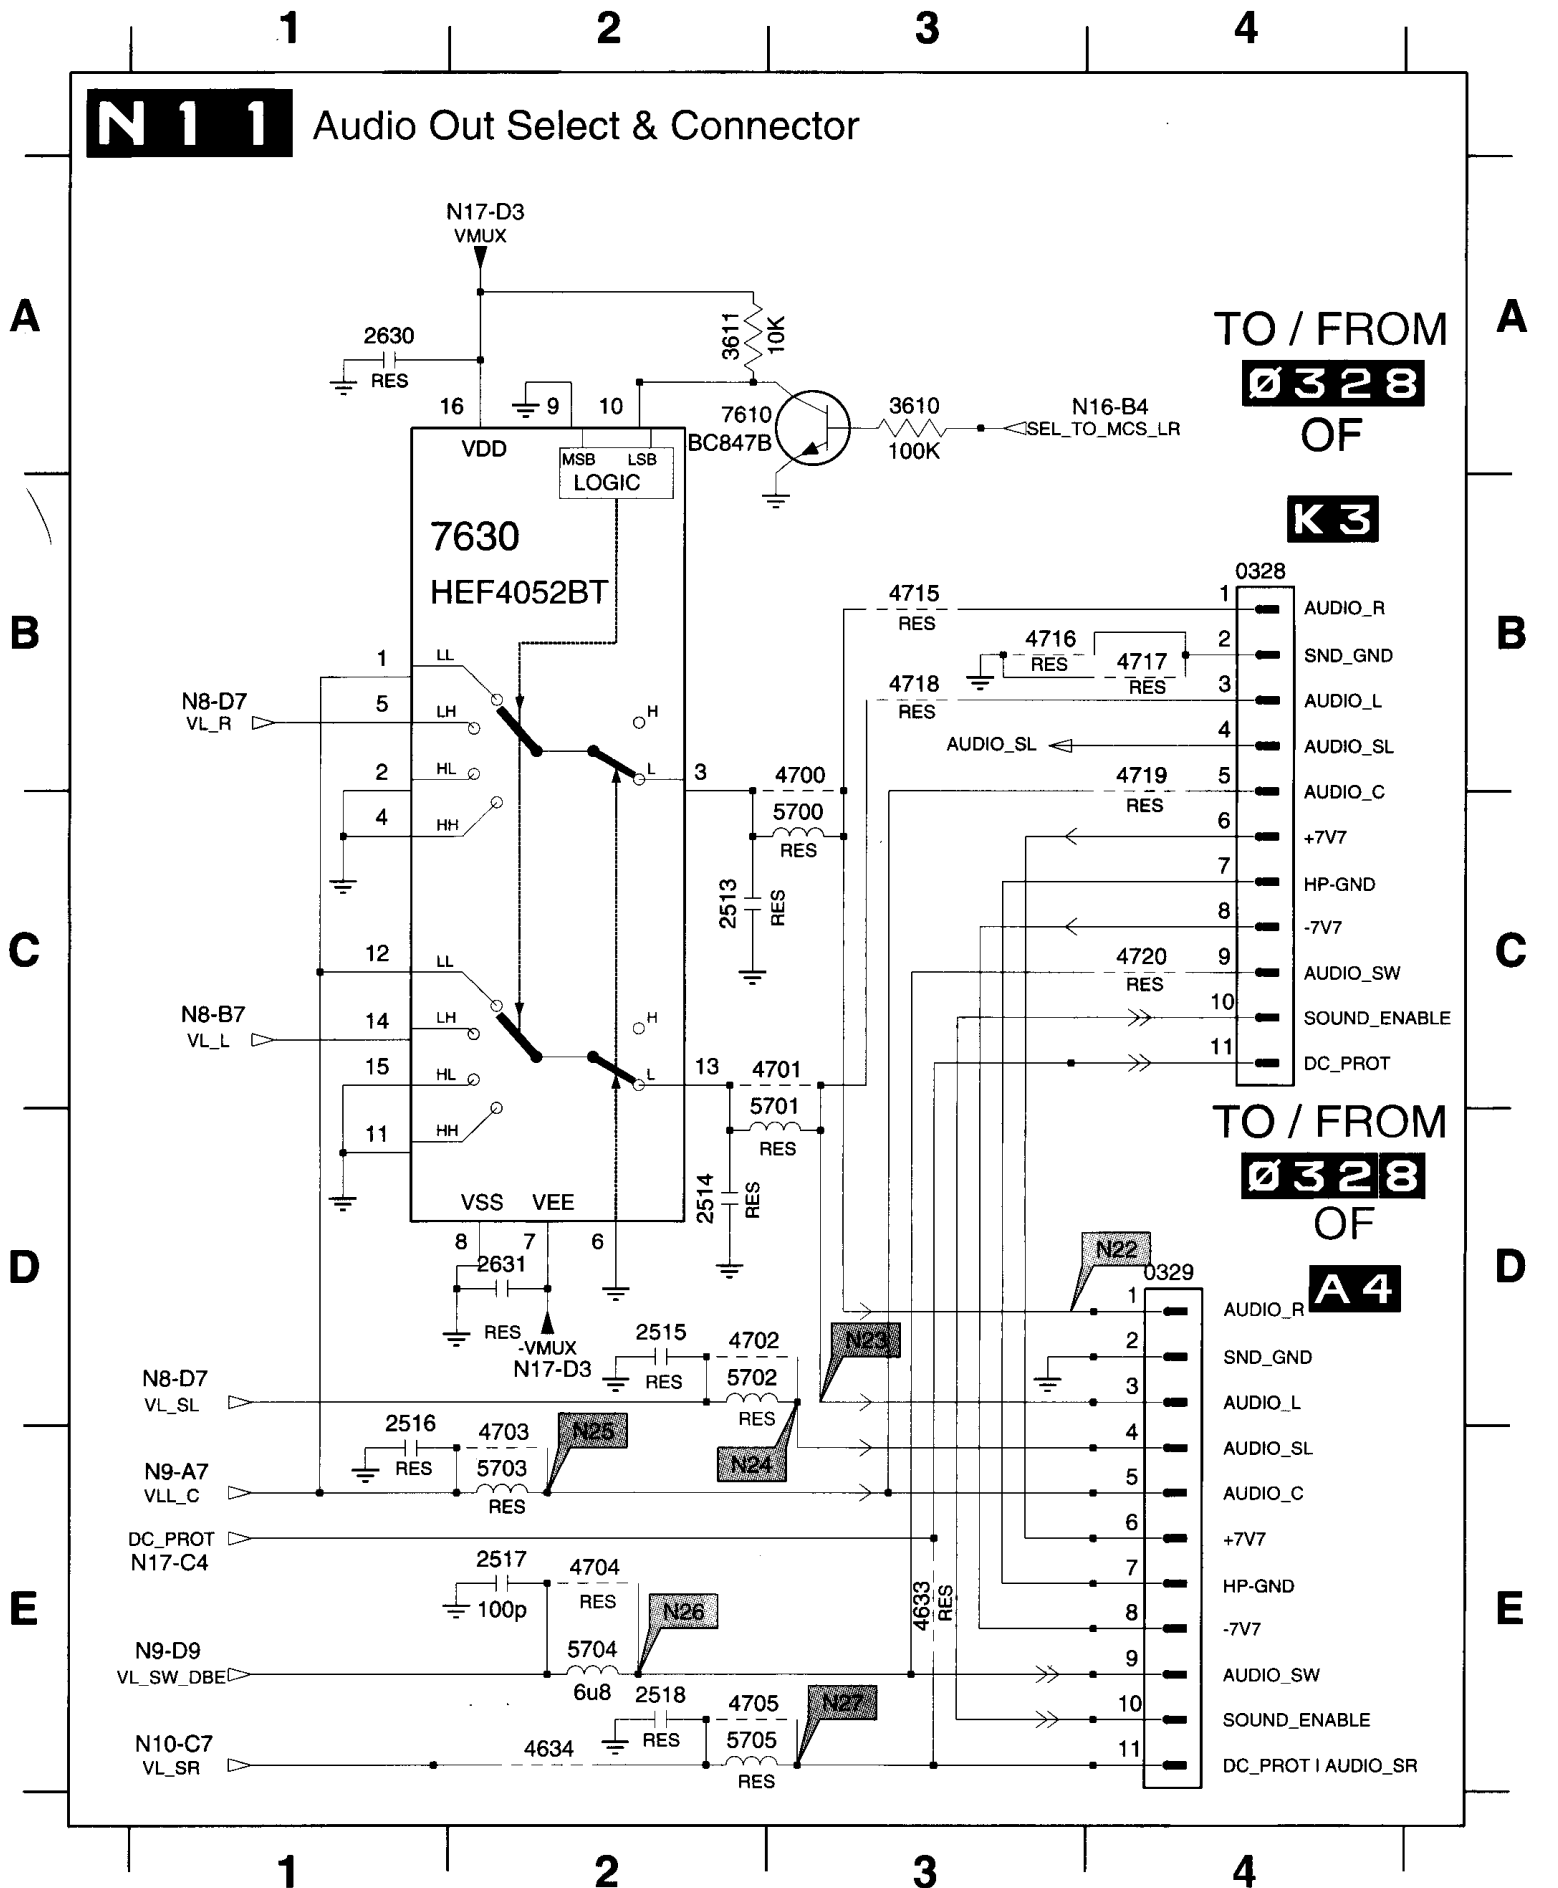 1 2 3 4
N11 Audio Out Select & Connector
N17-D3
VMUX
A A
TO / FROM
Ø328
OF
K3
2630
RES
3611
10K
16 9 10
7610
BC847B
3610
100K
N16-B4
SEL_TO_MCS_LR
VDD
MSB LSB
LOGIC
7630
HEF4052BT
B B
0328
4715
RES
1 AUDIO_R
4716
RES
4717
RES
2 SND_GND
4718
RES
3 AUDIO_L
AUDIO_SL
4 AUDIO_SL
4719
RES
5 AUDIO_C
6 +7V7
7 HP-GND
8 -7V7
4720
RES
9 AUDIO_SW
10 SOUND_ENABLE
11 DC_PROT
1 LL
N8-D7
VL_R
5 LH
H
2 HL
L 3
4 HH
4700
5700
RES
2513
RES
C C
12 LL
N8-B7
VL_L
14 LH
H
15 HL
L 13
11 HH
4701
5701
RES
2514
RES
VSS VEE
8 7 6
2631
RES
-VMUX
N17-D3
D D
TO / FROM
Ø328
OF
A4
N22
0329
1 AUDIO_R
2 SND_GND
3 AUDIO_L
4 AUDIO_SL
5 AUDIO_C
6 +7V7
7 HP-GND
8 -7V7
9 AUDIO_SW
10 SOUND_ENABLE
11 DC_PROT I AUDIO_SR
N23
2515
RES
4702
5702
RES
N8-D7
VL_SL
N24
2516
RES
4703
5703
RES
N25
N9-A7
VLL_C
DC_PROT
N17-C4
E E
2517
100p
4704
RES
N26
4633
RES
N9-D9
VL_SW_DBE
5704
6u8
2518
RES
4705
5705
RES
N27
N10-C7
VL_SR
4634
1 2 3 4